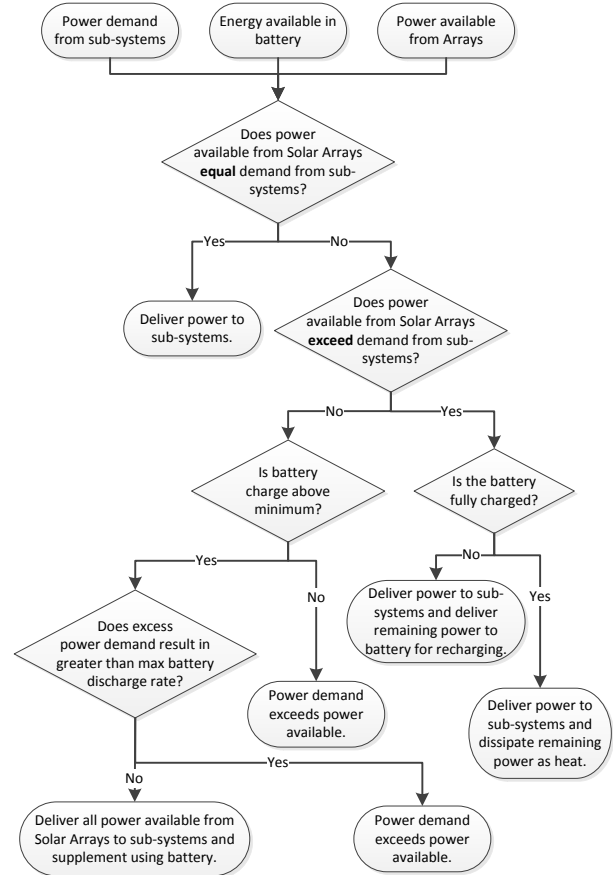 Power demand
from sub-systems
Energy available in
battery
Power available
from Arrays
Does power
available from Solar Arrays
equal demand from sub-
systems?
Yes
No
Deliver power to
sub-systems.
Does power
available from Solar Arrays
exceed demand from sub-
systems?
No
Yes
Is battery
charge above
minimum?
Is the battery
fully charged?
Yes
No
No
Yes
Does excess
power demand result in
greater than max battery
discharge rate?
Deliver power to sub-
systems and deliver
remaining power to
battery for recharging.
Power demand
exceeds power
available.
Deliver power to
sub-systems and
dissipate remaining
power as heat.
No
Yes
Deliver all power available from
Solar Arrays to sub-systems and
supplement using battery.
Power demand
exceeds power
available.